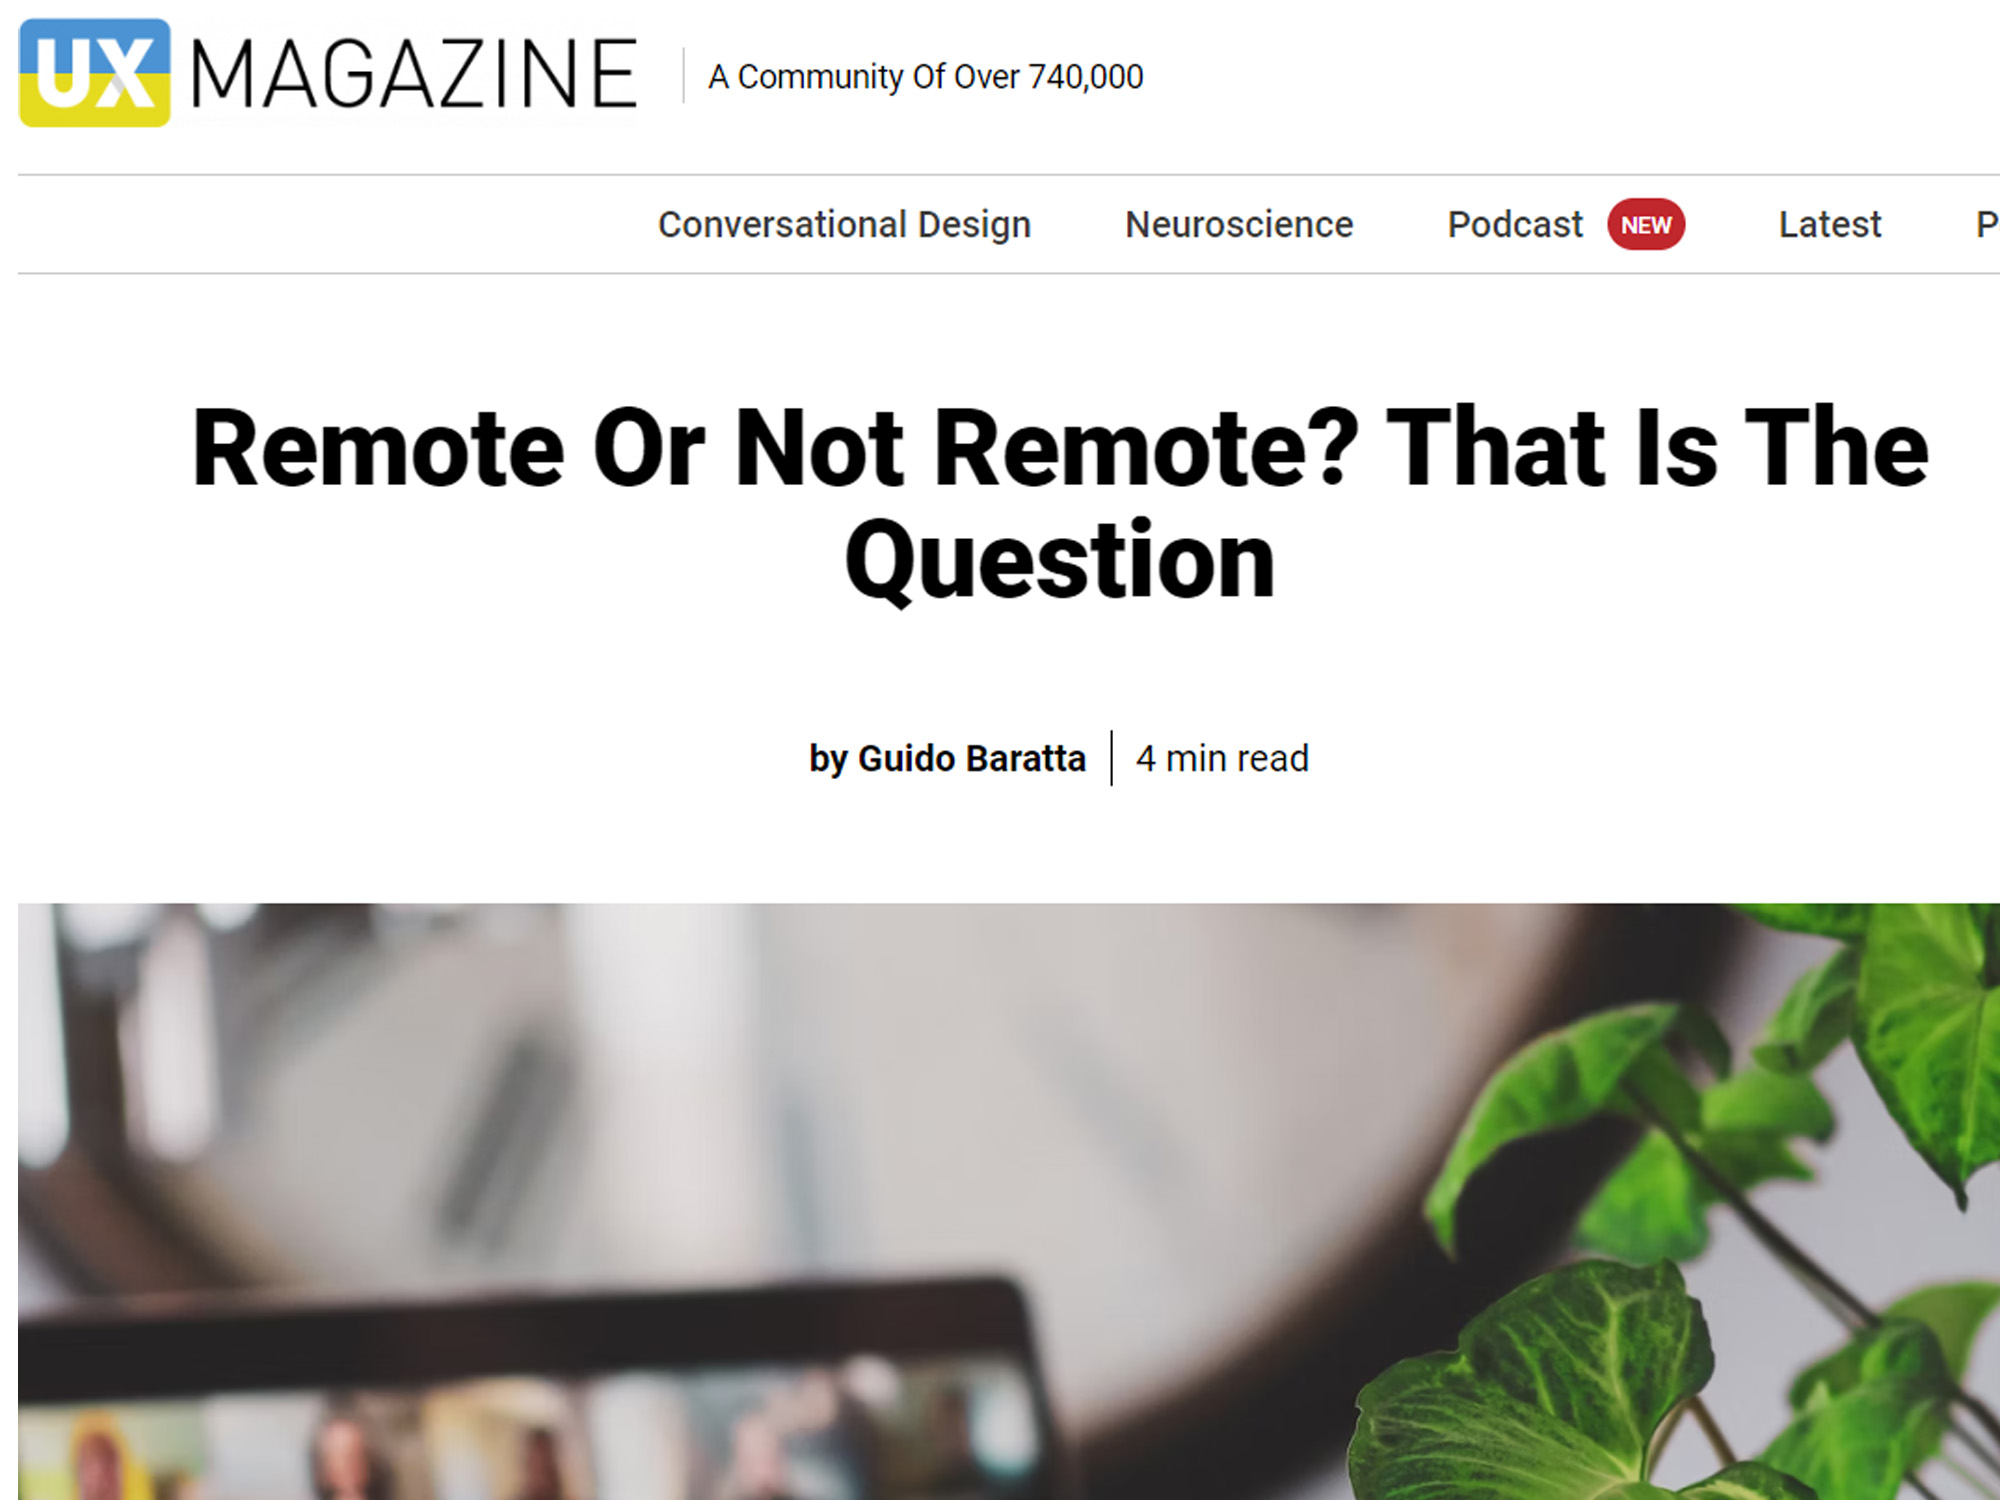 UX MAGAZINE
A Community Of Over 740,000
Conversational Design Neuroscience Podcast NEW Latest P
Remote Or Not Remote? That Is The
Question
by Guido Baratta
4 min read